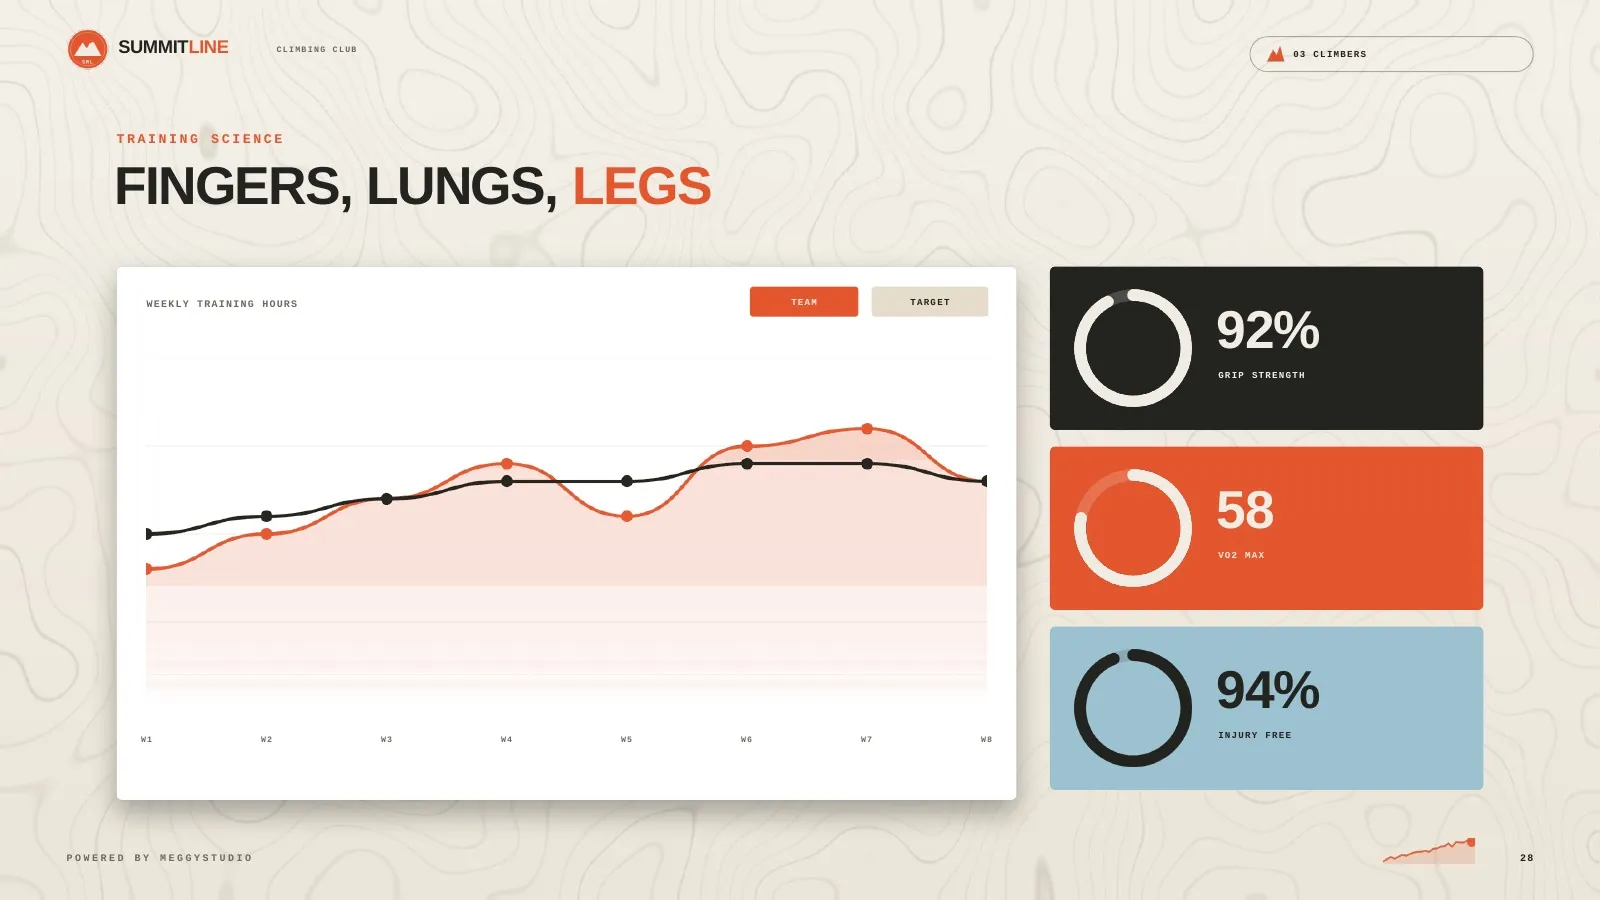 SUMMITLINE
CLIMBING CLUB
SML
03 CLIMBERS
TRAINING SCIENCE
FINGERS, LUNGS, LEGS
WEEKLY TRAINING HOURS
TEAM
TARGET
W1 W2 W3 W4 W5 W6 W7 W8
92%
GRIP STRENGTH
58
VO2 MAX
94%
INJURY FREE
POWERED BY MEGGYSTUDIO
28